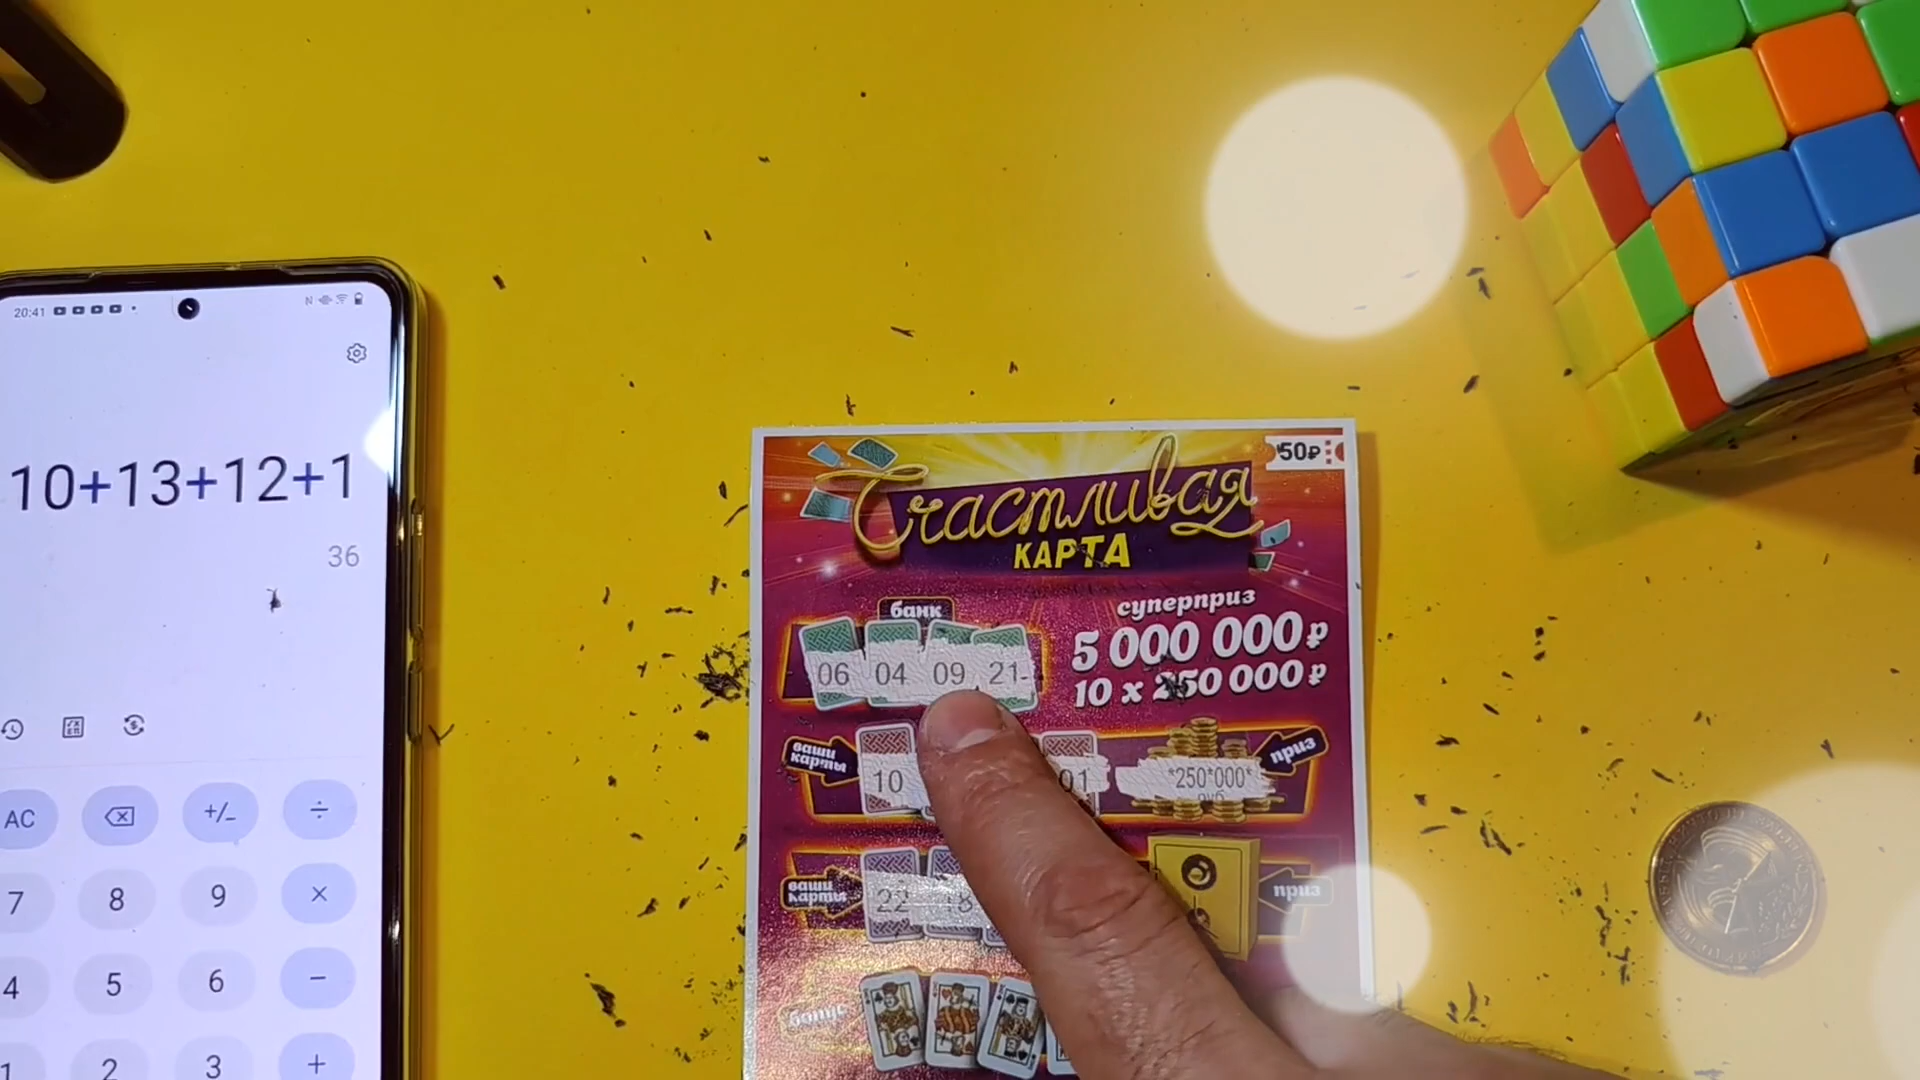 20:41
10+13+12+1
36
AC
+/_
÷
7
8
9
×
4
5
6
−
1
2
3
+
50₽
Счастливая
КАРТА
банк
06 04 09 21
суперприз
5 000 000₽
10 x 250 000₽
ваши
карты
10
01
*250*000*
руб
приз
ваши
карты
22 18
приз
бонус